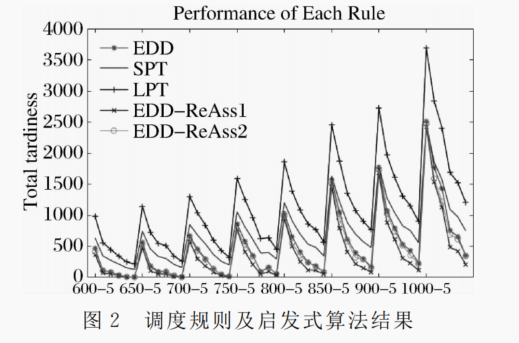 Performance of Each Rule
Total tardiness
4000
3500
3000
2500
2000
1500
1000
500
0
EDD
SPT
LPT
EDD-ReAss1
EDD-ReAss2
600-5 650-5 700-5 750-5 800-5 850-5 900-5 1000-5
图 2 调度规则及启发式算法结果